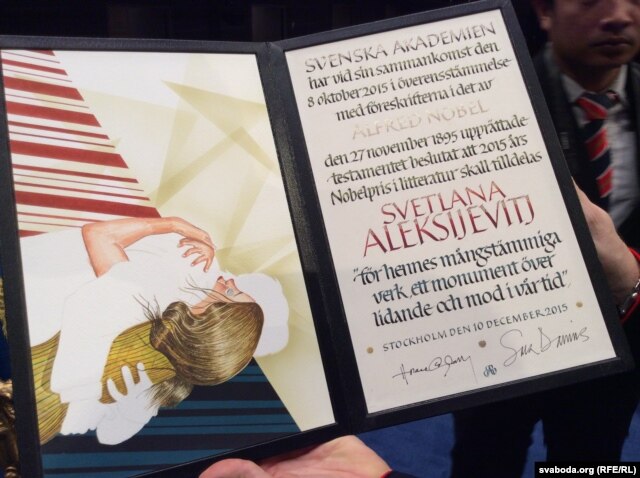 SVENSKA AKADEMIEN
har vid sin sammankomst den
8 oktober 2015 i överensstämmelse
med föreskrifterna i det av
ALFRED NOBEL
den 27 november 1895 upprättade
testamentet beslutat att 2015 års
Nobelpris i litteratur skall tilldelas
SVETLANA
ALEKSIJEVITJ
"för hennes mångstämmiga
verk, ett monument över
lidande och mod i vår tid"
STOCKHOLM DEN 10 DECEMBER 2015
Sara Danius
svaboda.org (RFE/RL)